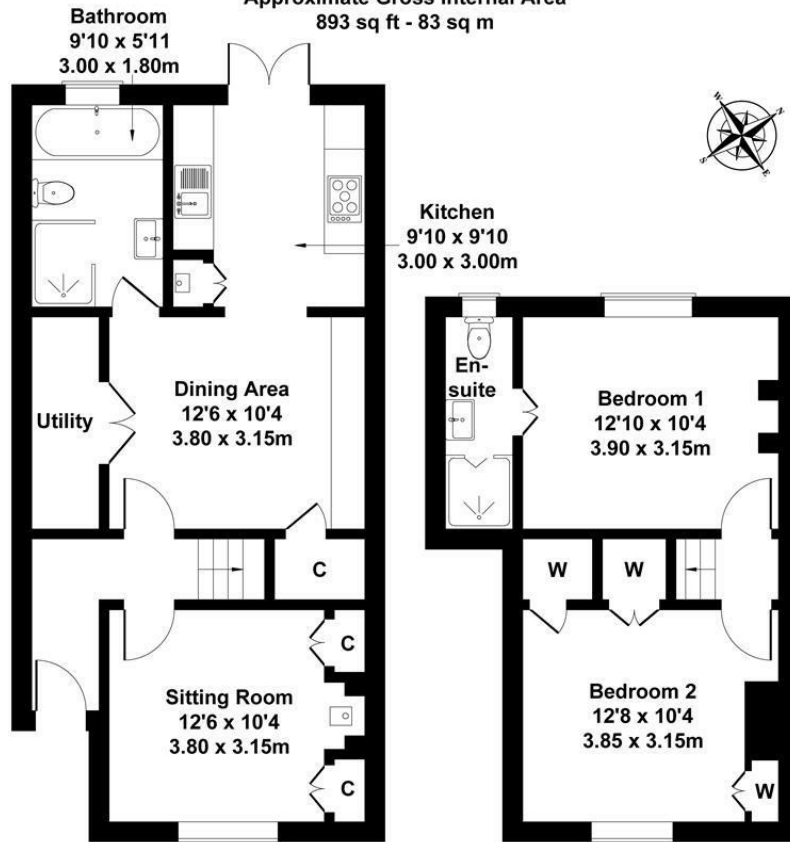 Approximate Gross Internal Area
893 sq ft - 83 sq m
Bathroom
9'10 x 5'11
3.00 x 1.80m
W
N
S
E
Kitchen
9'10 x 9'10
3.00 x 3.00m
Utility
Dining Area
12'6 x 10'4
3.80 x 3.15m
C
Sitting Room
12'6 x 10'4
3.80 x 3.15m
C
C
En-
suite
Bedroom 1
12'10 x 10'4
3.90 x 3.15m
W
W
Bedroom 2
12'8 x 10'4
3.85 x 3.15m
W